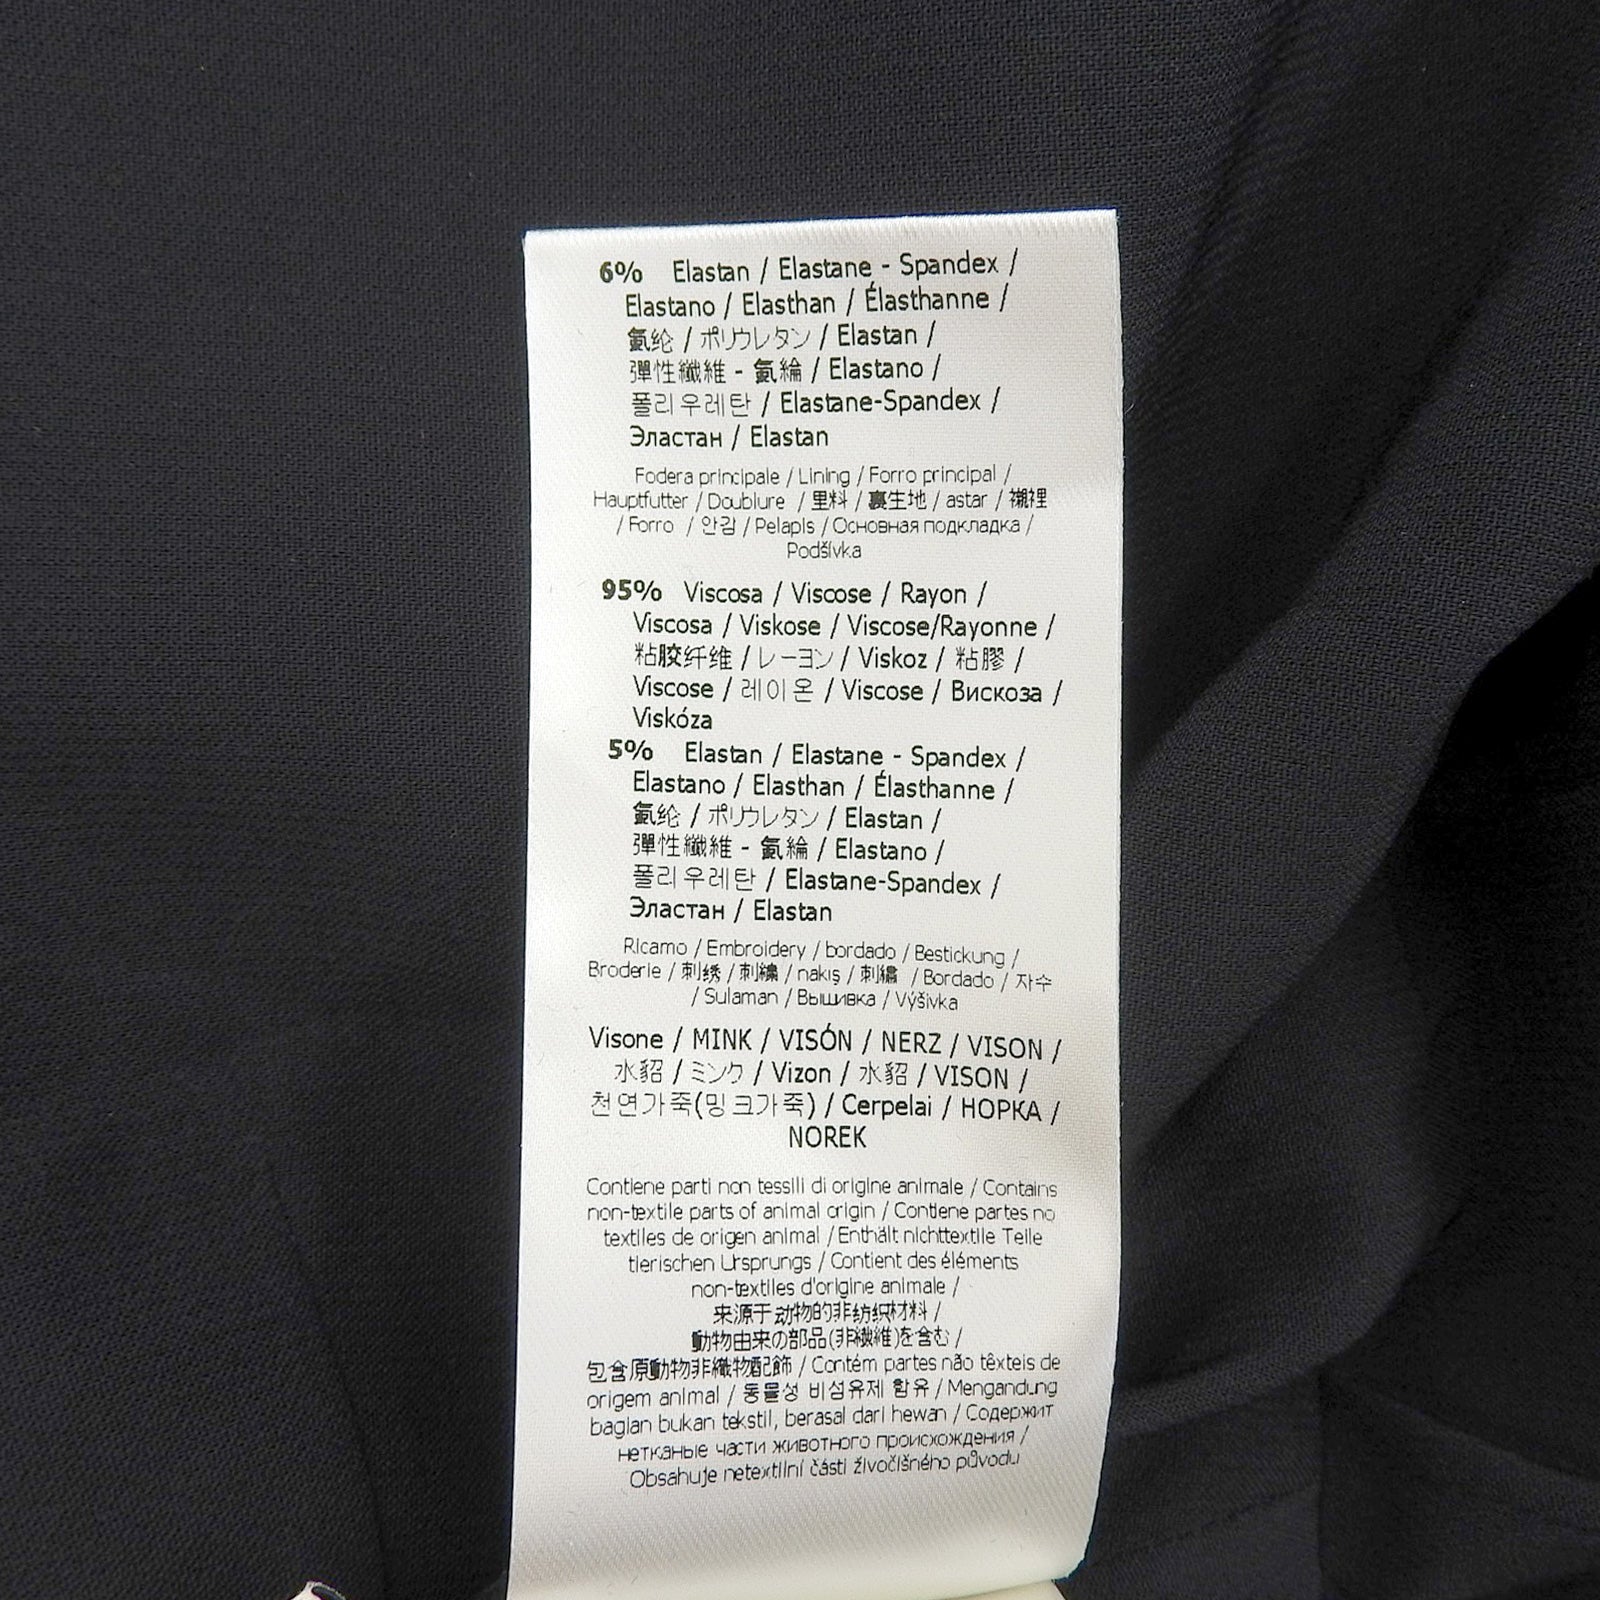 6% Elastan / Elastane - Spandex /
Elastano / Elasthan / Élasthanne /
氨纶 / ポリウレタン / Elastan /
彈性纖維 - 氨綸 / Elastano /
폴리우레탄 / Elastane-Spandex /
Эластан / Elastan
Fodera principale / Lining / Forro principal /
Hauptfutter / Doublure / 里料 / 裏生地 / astar / 襯裡
/ Forro / 안감 / Pelapis / Основная подкладка /
Podšívka
95% Viscosa / Viscose / Rayon /
Viscosa / Viskose / Viscose/Rayonne /
粘胶纤维 / レーヨン / Viskoz / 粘膠 /
Viscose / 레이온 / Viscose / Вискоза /
Viskóza
5% Elastan / Elastane - Spandex /
Elastano / Elasthan / Élasthanne /
氨纶 / ポリウレタン / Elastan /
彈性纖維 - 氨綸 / Elastano /
폴리우레탄 / Elastane-Spandex /
Эластан / Elastan
Ricamo / Embroidery / bordado / Bestickung /
Broderie / 刺绣 / 刺繍 / nakış / 刺繡 / Bordado / 자수
/ Sulaman / Вышивка / Výšivka
Visone / MINK / VISÓN / NERZ / VISON /
水貂 / ミンク / Vizon / 水貂 / VISON /
천연가죽(밍크가죽) / Cerpelai / НОРКА /
NOREK
Contiene parti non tessili di origine animale / Contains
non-textile parts of animal origin / Contiene partes no
textiles de origen animal / Enthält nichttextile Teile
tierischen Ursprungs / Contient des éléments
non-textiles d'origine animale /
来源于动物的非纺织材料 /
動物由来の部品(非繊維)を含む /
包含原動物非織物配飾 / Contém partes não têxteis de
origem animal / 동물성 비섬유제 함유 / Mengandung
bagian bukan tekstil, berasal dari hewan / Содержит
нетканые части животного происхождения /
Obsahuje netextilní části živočišného původu